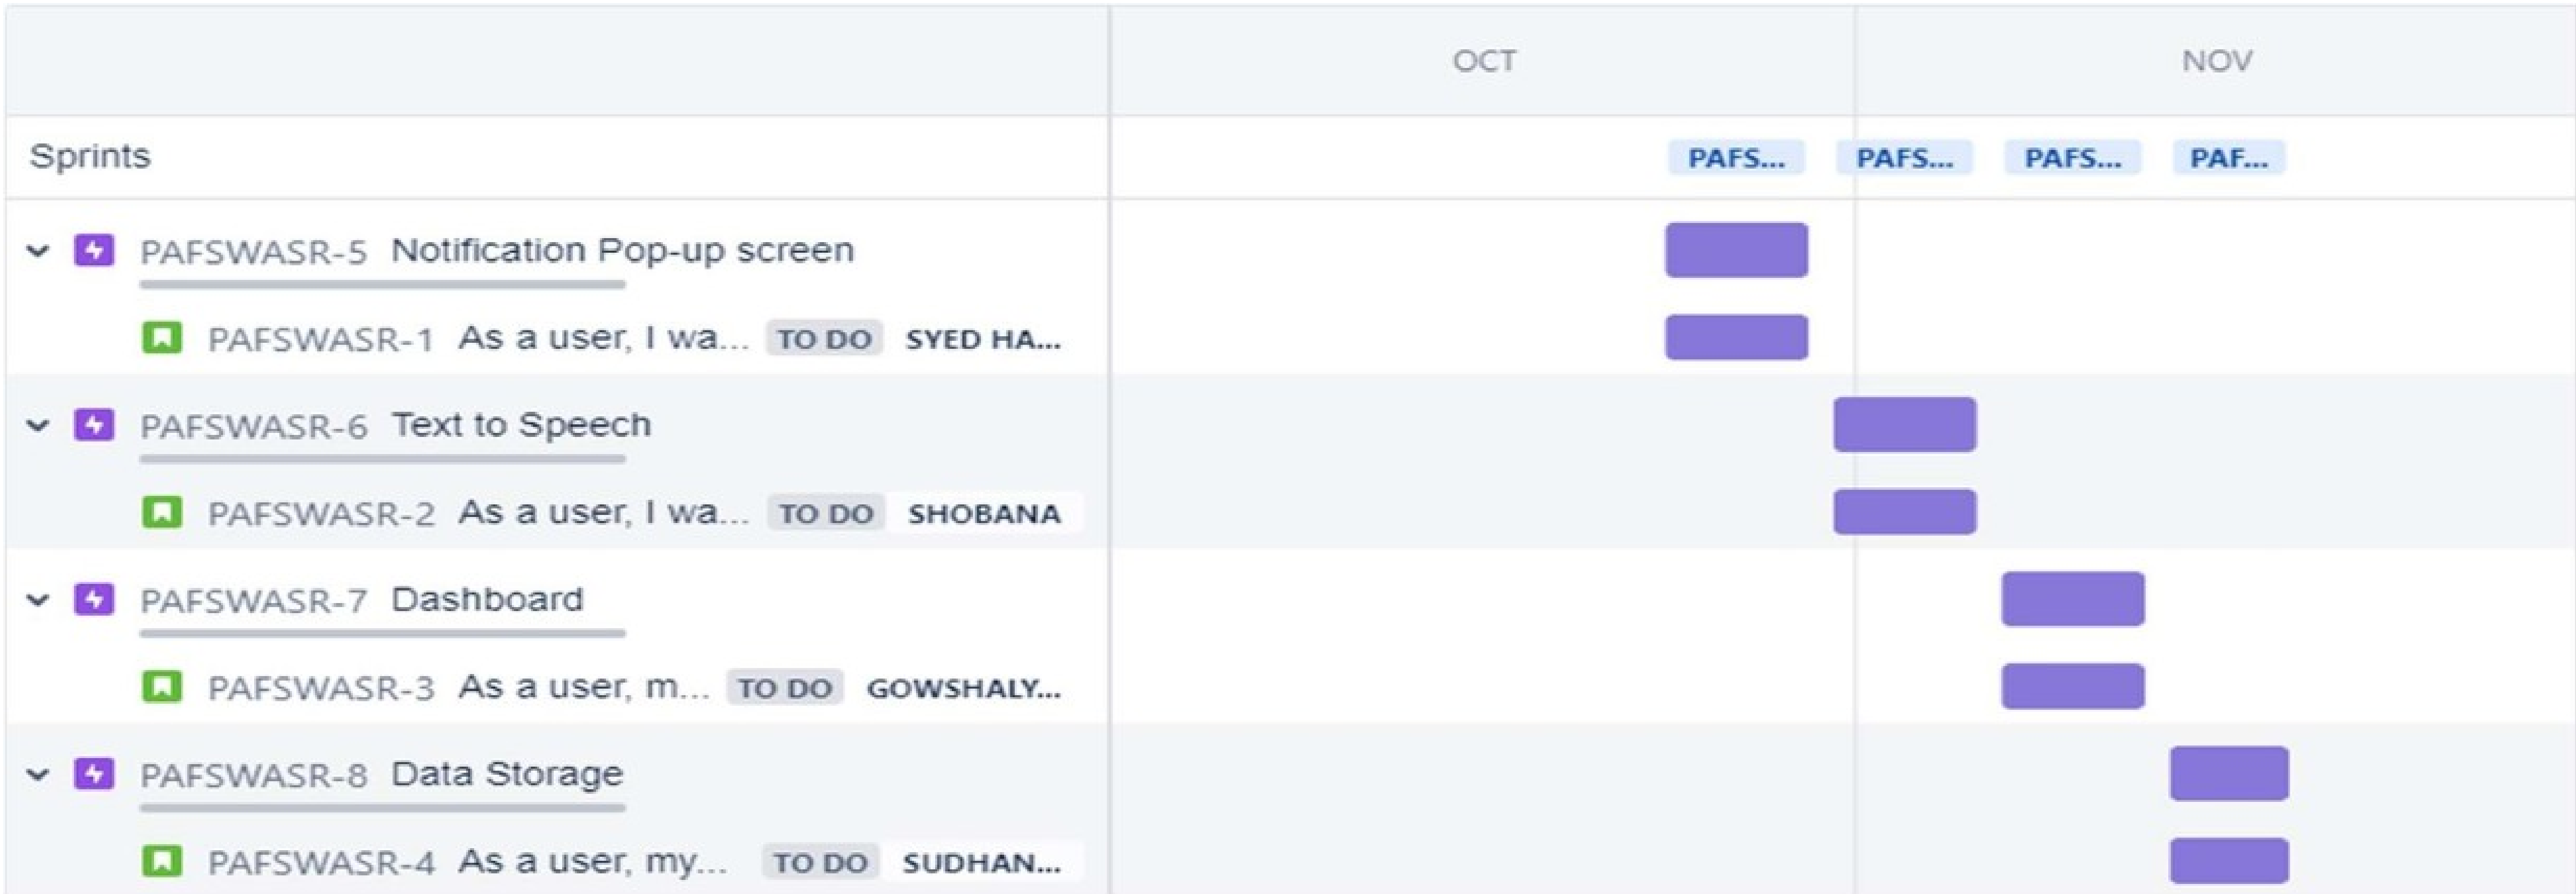 OCT NOV
Sprints PAFS... PAFS... PAFS... PAF...
PAFSWASR-5 Notification Pop-up screen
PAFSWASR-1 As a user, I wa... TO DO SYED HA...
PAFSWASR-6 Text to Speech
PAFSWASR-2 As a user, I wa... TO DO SHOBANA
PAFSWASR-7 Dashboard
PAFSWASR-3 As a user, m... TO DO GOWSHALY...
PAFSWASR-8 Data Storage
PAFSWASR-4 As a user, my... TO DO SUDHAN...